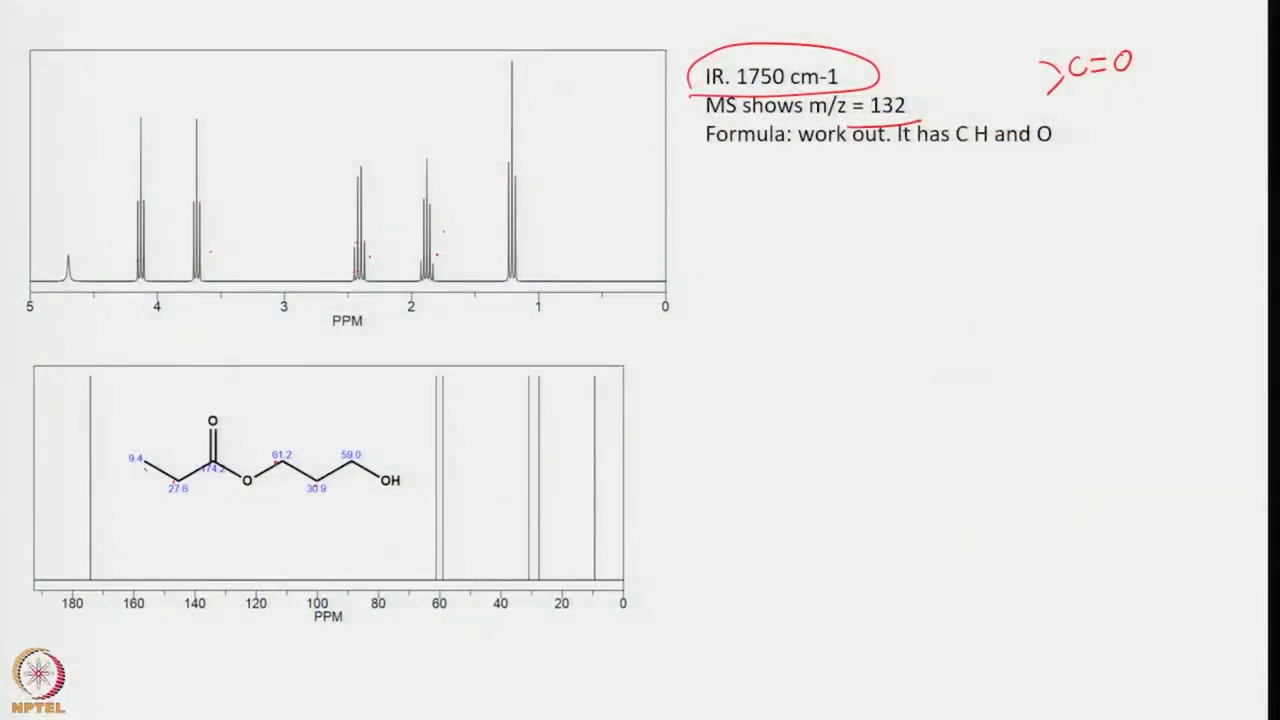 IR. 1750 cm-1
MS shows m/z = 132
Formula: work out. It has C H and O
C=O
5 4 3 2 1 0
PPM
O
9.4 174.2 61.2 59.0
O OH
27.6 30.9
180 160 140 120 100 80 60 40 20 0
PPM
NPTEL